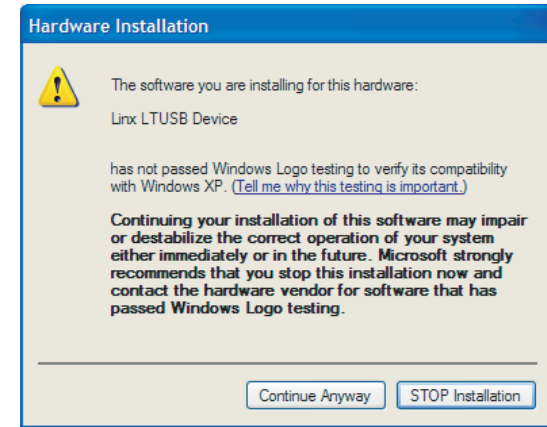 Hardware Installation
The software you are installing for this hardware:
Linx LTUSB Device
has not passed Windows Logo testing to verify its compatibility
with Windows XP. (Tell me why this testing is important.)
Continuing your installation of this software may impair
or destabilize the correct operation of your system
either immediately or in the future. Microsoft strongly
recommends that you stop this installation now and
contact the hardware vendor for software that has
passed Windows Logo testing.
Continue Anyway STOP Installation